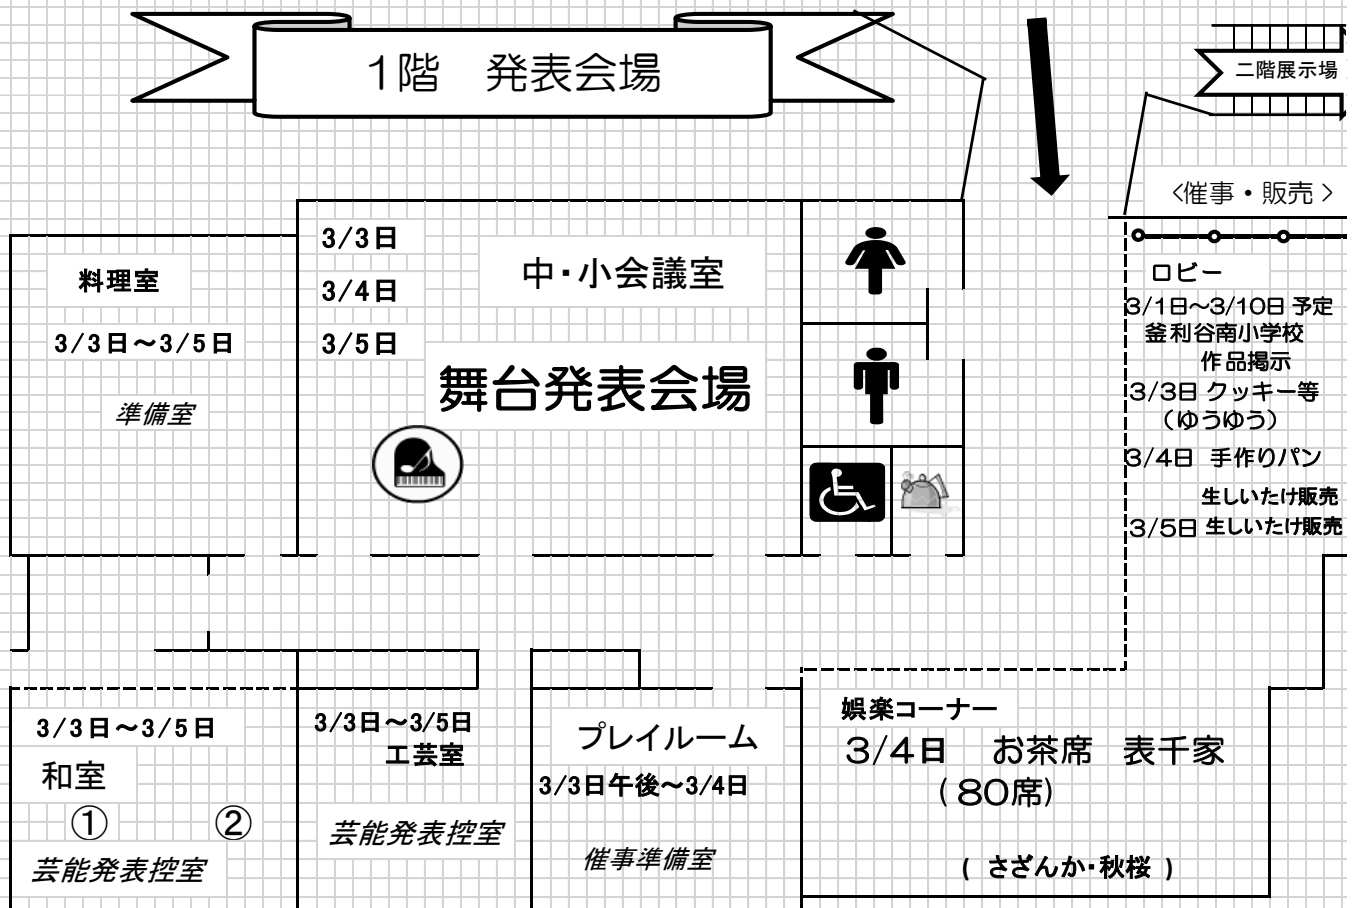 1階 発表会場
二階展示場
<催事・販売>
料理室
3/3日～3/5日
準備室
3/3日
3/4日
3/5日
中・小会議室
舞台発表会場
ロビー
3/1日～3/10日 予定
釜利谷南小学校
作品掲示
3/3日 クッキー等
（ゆうゆう）
3/4日 手作りパン
生しいたけ販売
3/5日 生しいたけ販売
3/3日～3/5日
和室
① ②
芸能発表控室
3/3日～3/5日
工芸室
芸能発表控室
プレイルーム
3/3日午後～3/4日
催事準備室
娯楽コーナー
3/4日 お茶席 表千家
(80席)
( さざんか・秋桜 )